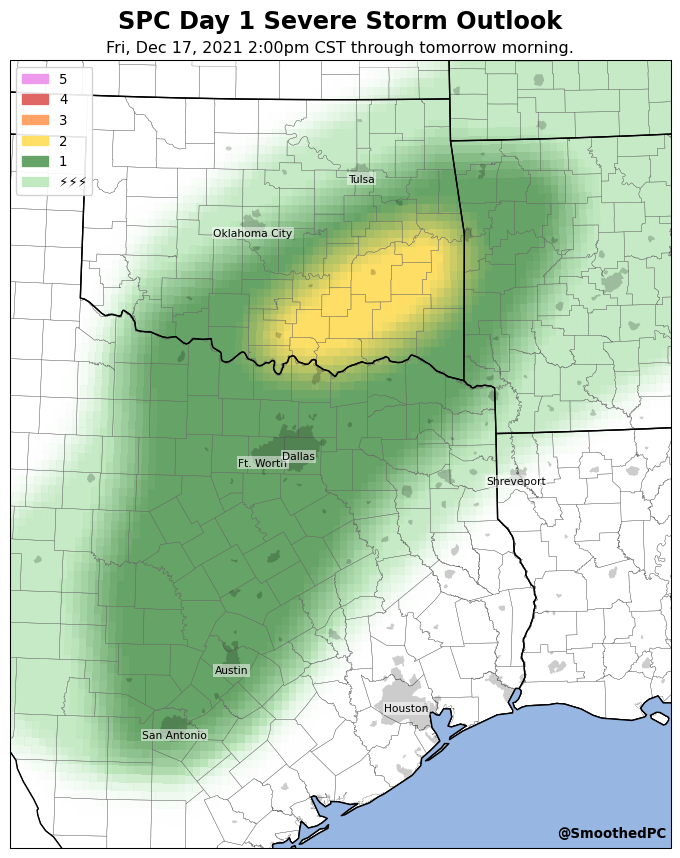 SPC Day 1 Severe Storm Outlook
Fri, Dec 17, 2021 2:00pm CST through tomorrow morning.
5
4
3
2
1
⚡⚡⚡
Tulsa
Oklahoma City
Dallas
Ft. Worth
Shreveport
Austin
Houston
San Antonio
@SmoothedPC